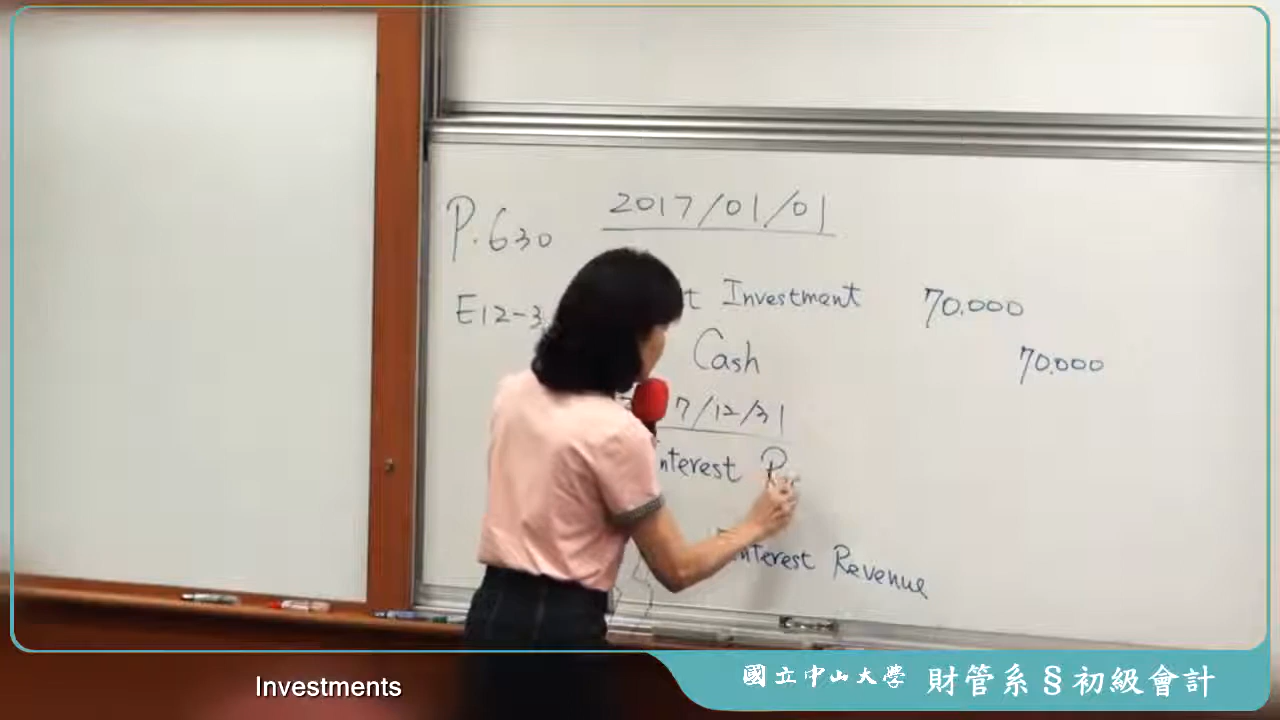 P.630
2017/01/01
E12-3
t Investment 70.000
Cash 70.000
7/12/31
nterest R
Interest Revenue
Investments
國立中山大學 財管系§初級會計